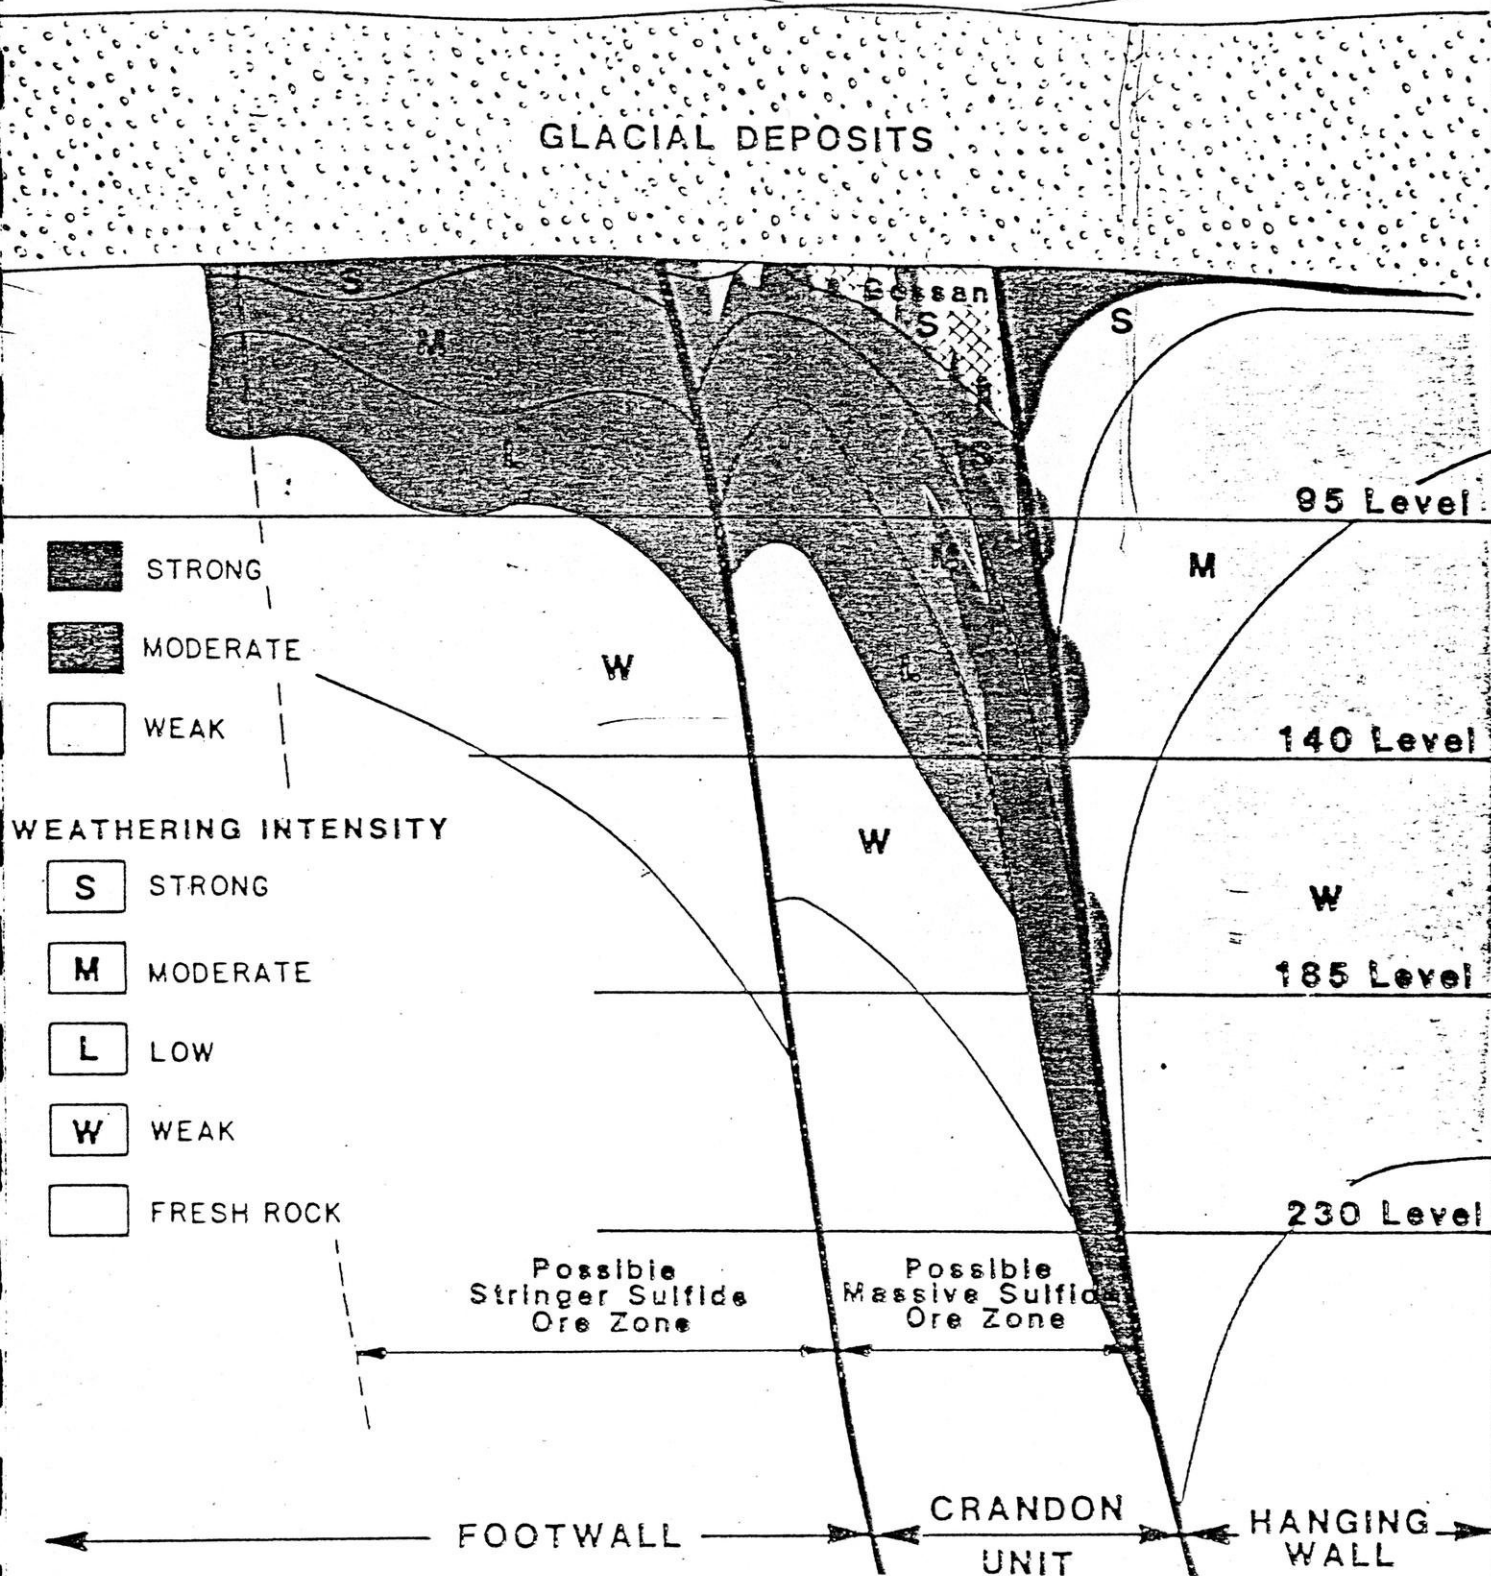 GLACIAL DEPOSITS
S
Gossan
S
S
M
M
L
S
95 Level
M
M
STRONG
MODERATE
W
L
WEAK
140 Level
WEATHERING INTENSITY
W
S STRONG
W
M MODERATE
185 Level
L LOW
W WEAK
FRESH ROCK
230 Level
Possible
Stringer Sulfide
Ore Zone
Possible
Massive Sulfide
Ore Zone
FOOTWALL
CRANDON
UNIT
HANGING
WALL